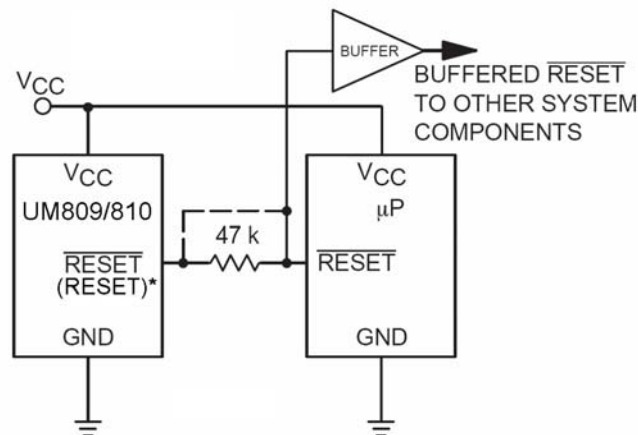 BUFFER
BUFFERED RESET
TO OTHER SYSTEM
COMPONENTS
VCC
VCC
UM809/810
RESET
(RESET)*
GND
47 k
VCC
μP
RESET
GND